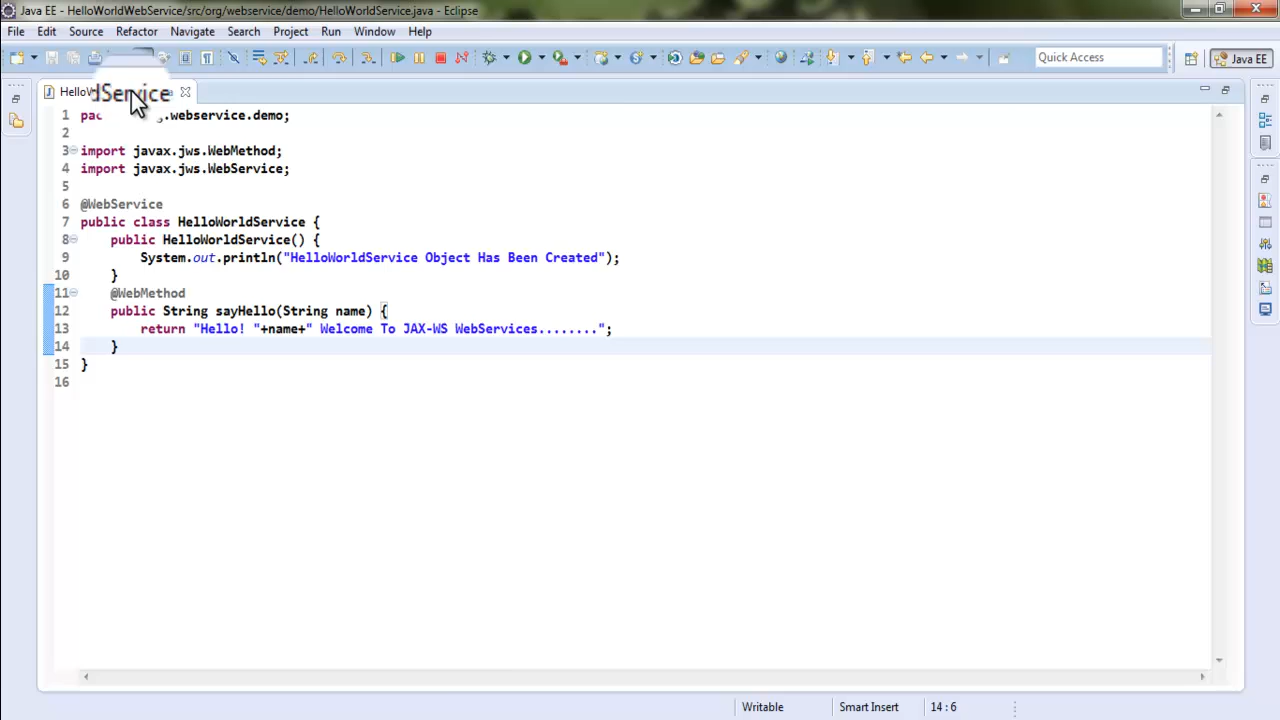 Java EE - HelloWorldWebService/src/org/webservice/demo/HelloWorldService.java - Eclipse
File Edit Source Refactor Navigate Search Project Run Window Help
Quick Access Java EE
dService
1
2
3 import javax.jws.WebMethod;
4 import javax.jws.WebService;
5
6 @WebService
7 public class HelloWorldService {
8 public HelloWorldService() {
9 System.out.println("HelloWorldService Object Has Been Created");
10 }
11 @WebMethod
12 public String sayHello(String name) {
13 return "Hello! "+name+" Welcome To JAX-WS WebServices........";
14 }
15 }
16
Writable Smart Insert 14 : 6